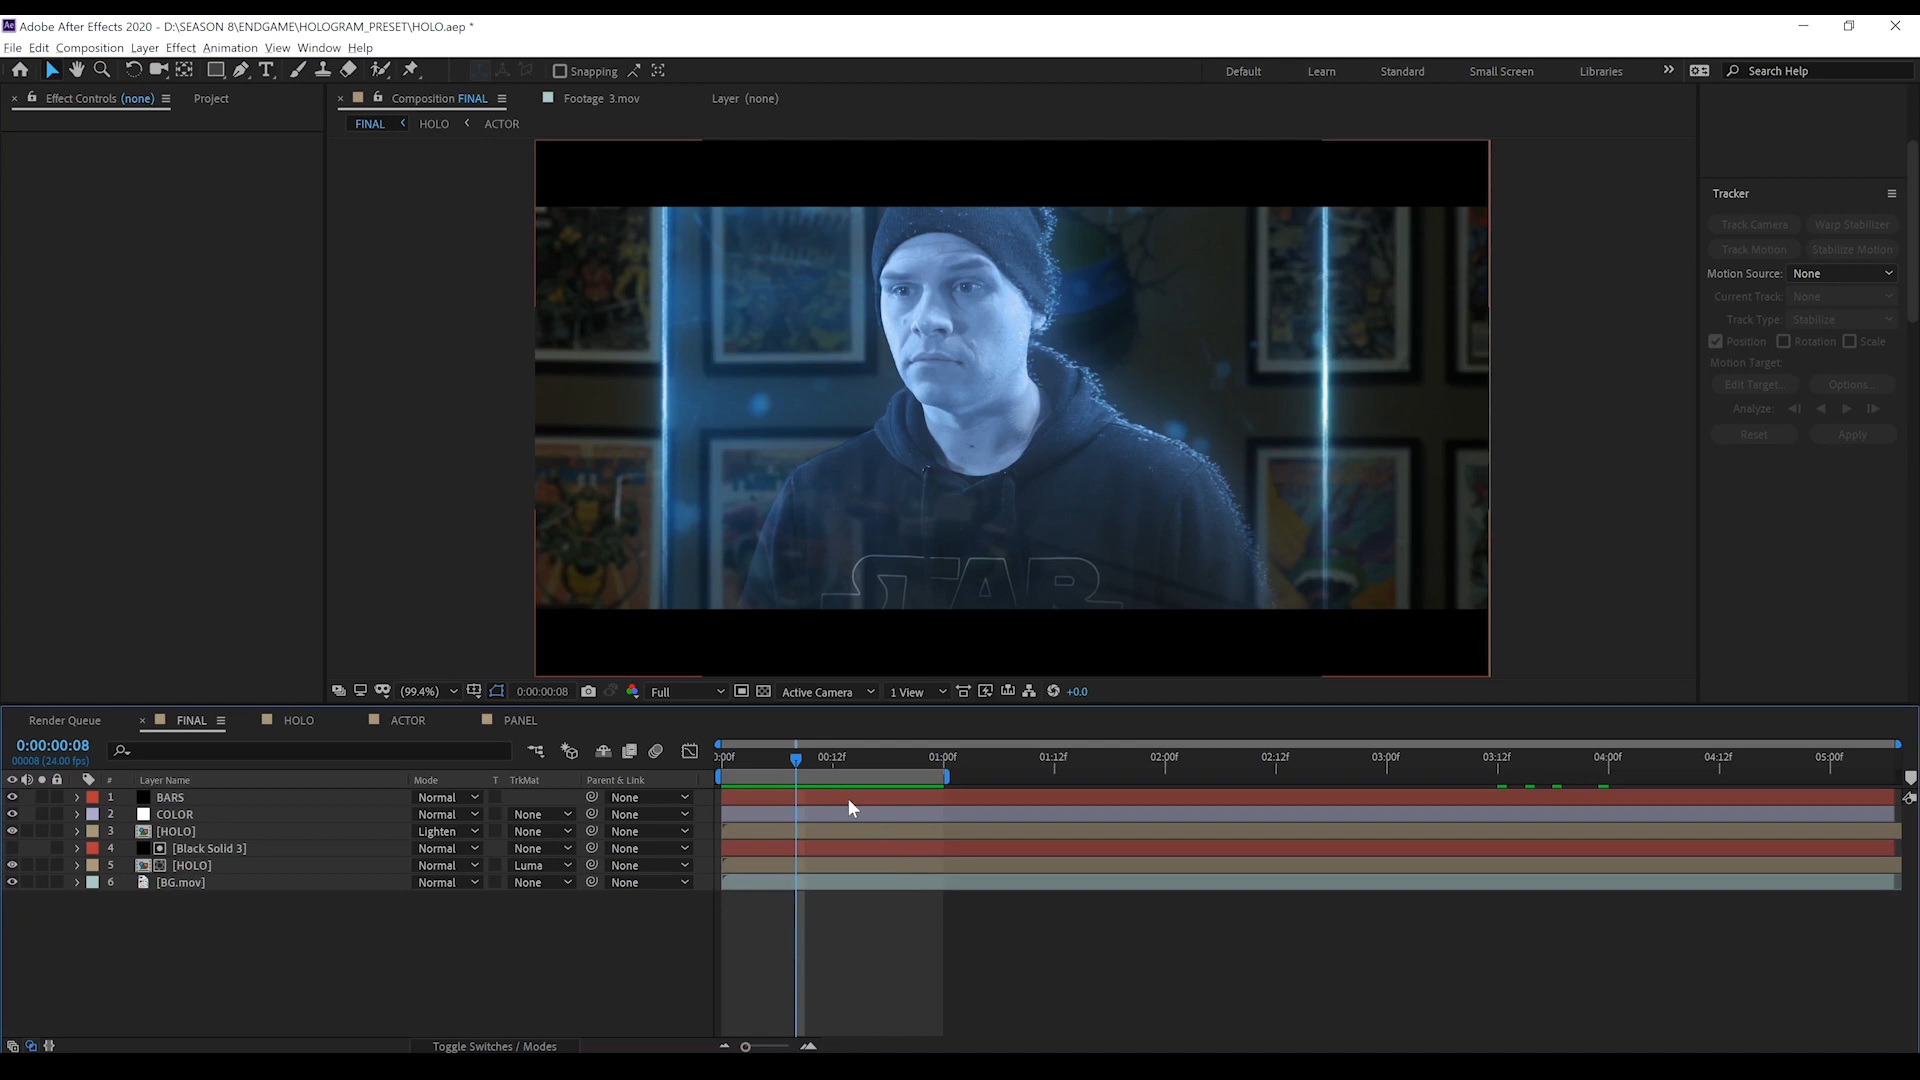 Ae Adobe After Effects 2020 - D:\SEASON 8\ENDGAME\HOLOGRAM_PRESET\HOLO.aep *
File Edit Composition Layer Effect Animation View Window Help
Snapping Default Learn Standard Small Screen Libraries » Search Help
× Effect Controls (none) Project × Composition FINAL Footage 3.mov Layer (none)
FINAL < HOLO < ACTOR
Tracker
Track Camera Warp Stabilizer
Track Motion Stabilize Motion
Motion Source: None
Current Track: None
Track Type: Stabilize
Position Rotation Scale
Motion Target:
Edit Target... Options...
Analyze:
Reset Apply
STAR
(99.4%) 0:00:00:08 Full Active Camera 1 View +0.0
Render Queue × FINAL HOLO ACTOR PANEL
0:00:00:08
00008 (24.00 fps)
:00f 00:12f 01:00f 01:12f 02:00f 02:12f 03:00f 03:12f 04:00f 04:12f 05:00f
# Layer Name Mode T TrkMat Parent & Link
1 BARS Normal None
2 COLOR Normal None None
3 [HOLO] Lighten None None
4 [Black Solid 3] Normal None None
5 [HOLO] Normal Luma None
6 [BG.mov] Normal None None
Toggle Switches / Modes